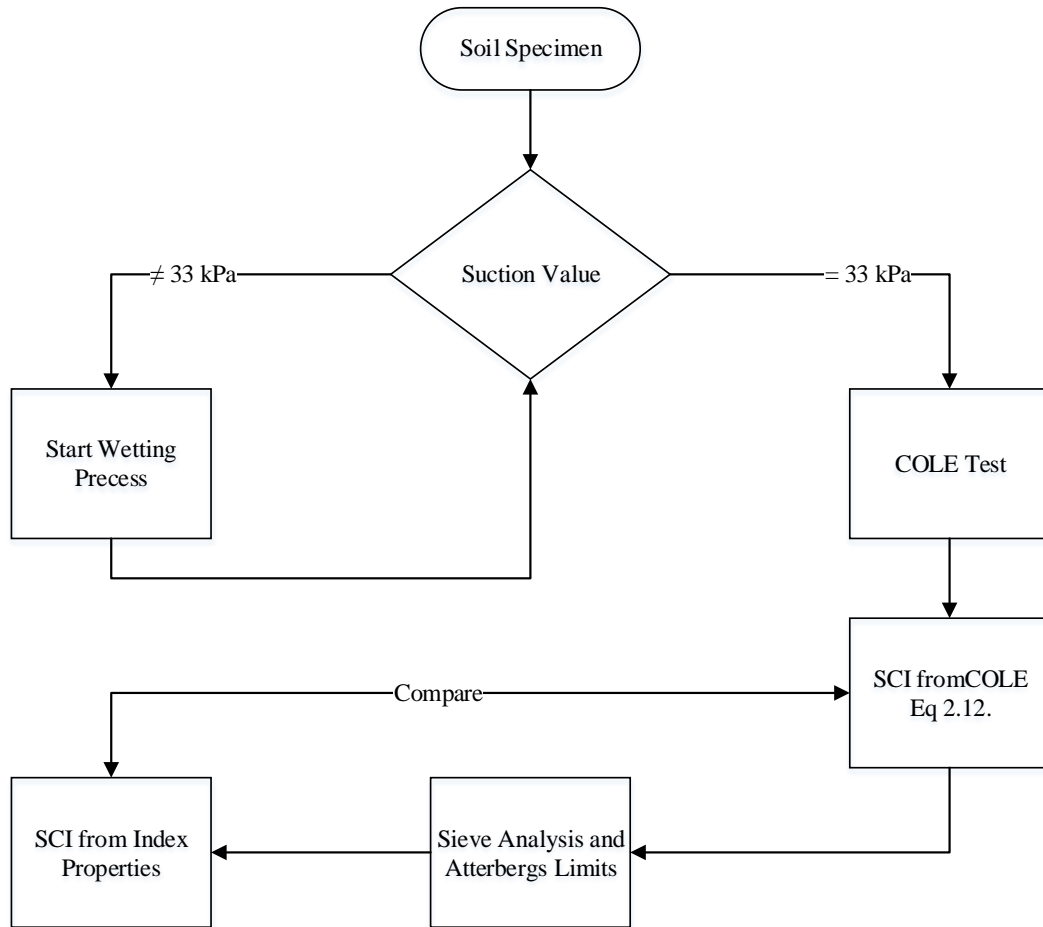 Soil Specimen
Suction Value
≠ 33 kPa
= 33 kPa
Start Wetting
Precess
COLE Test
SCI fromCOLE
Eq 2.12.
Compare
SCI from Index
Properties
Sieve Analysis and
Atterbergs Limits